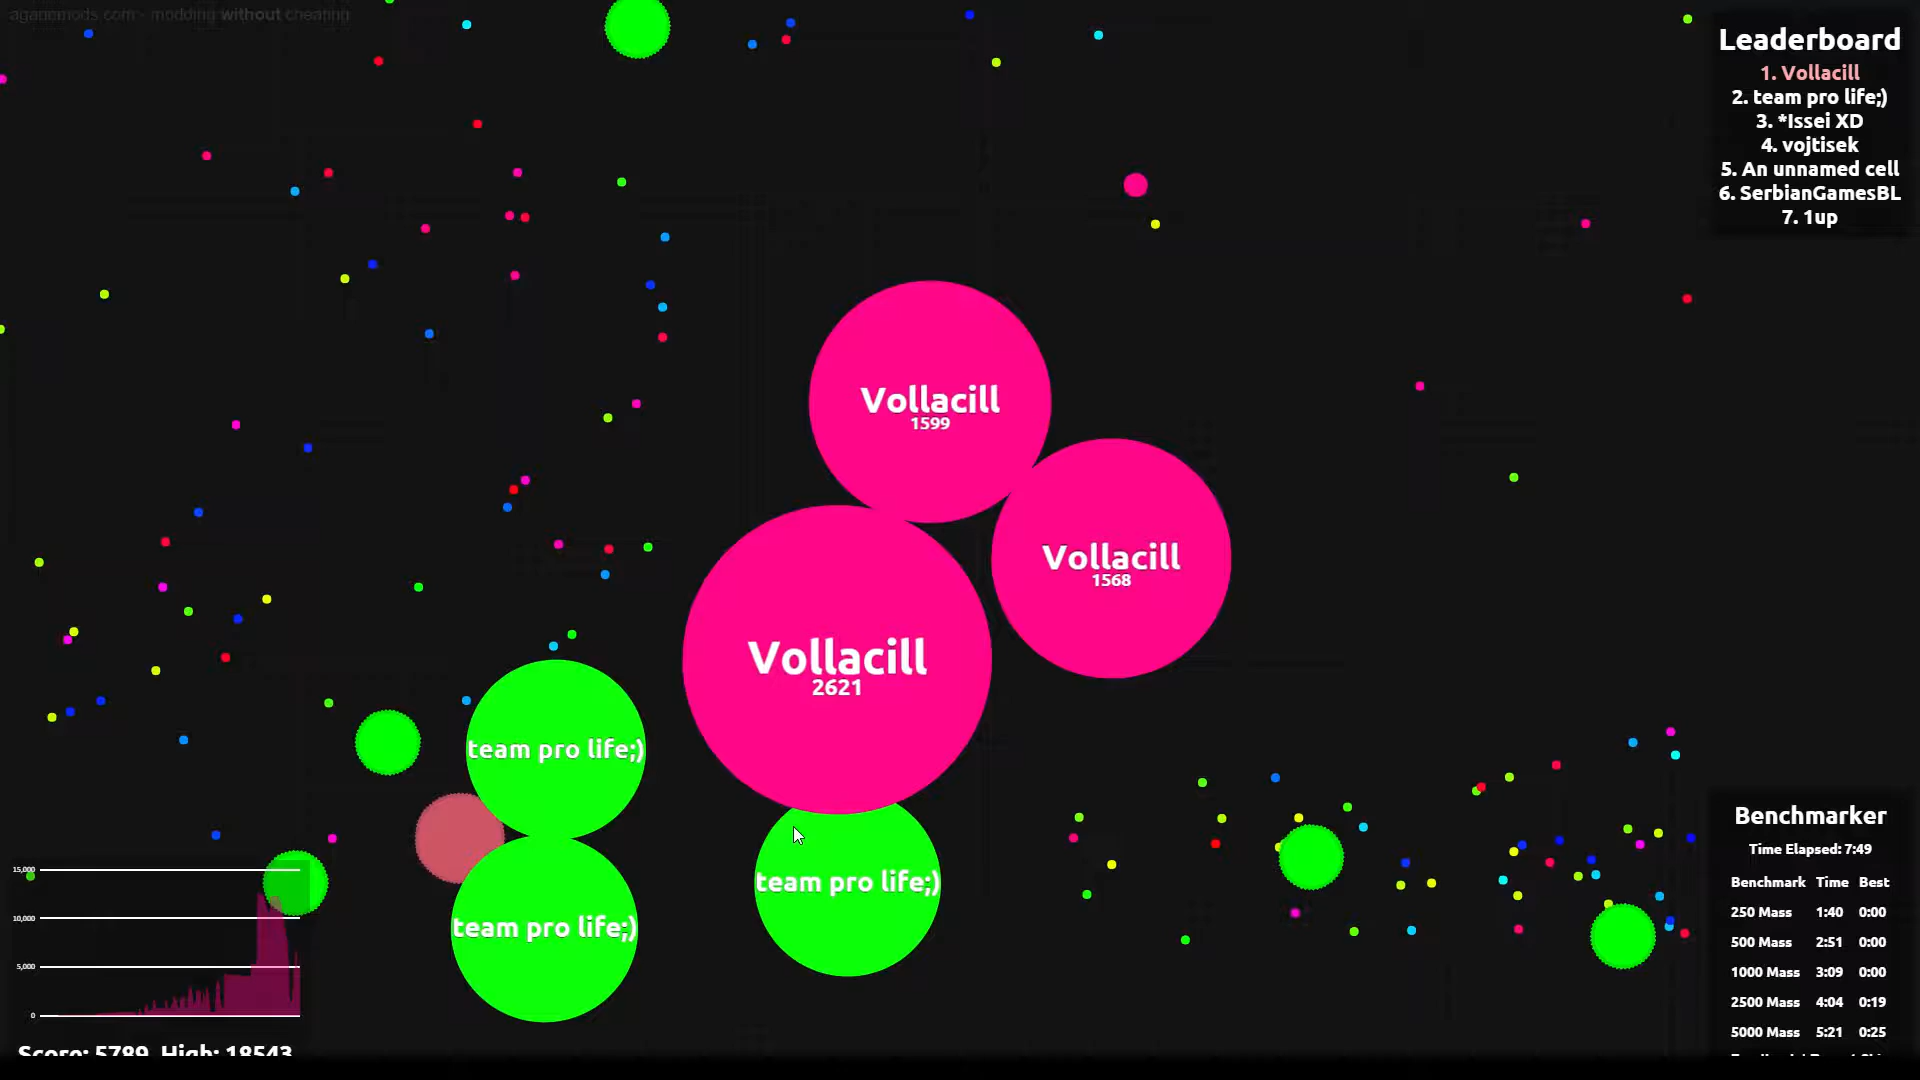 agariomods.com - modding without cheating
Leaderboard
1. Vollacill
2. team pro life;)
3. *Issei XD
4. vojtisek
5. An unnamed cell
6. SerbianGamesBL
7. 1up
Vollacill
1599
Vollacill
1568
Vollacill
2621
team pro life;)
team pro life;)
team pro life;)
15,000
10,000
5,000
0
Score: 5789 High: 18543
Benchmarker
Time Elapsed: 7:49
Benchmark Time Best
250 Mass 1:40 0:00
500 Mass 2:51 0:00
1000 Mass 3:09 0:00
2500 Mass 4:04 0:19
5000 Mass 5:21 0:25